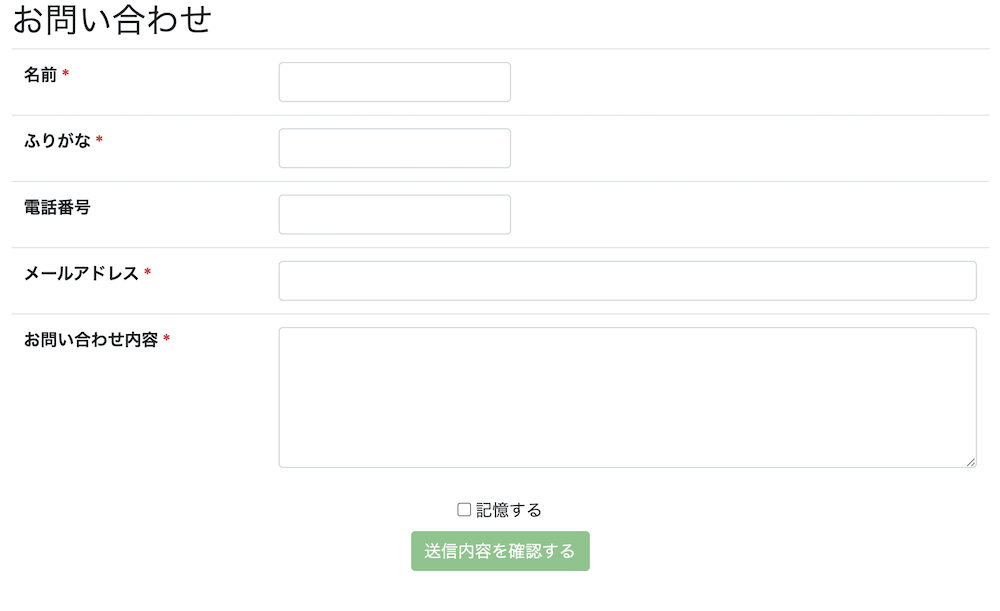 お問い合わせ
名前 *
ふりがな *
電話番号
メールアドレス *
お問い合わせ内容 *
記憶する
送信内容を確認する